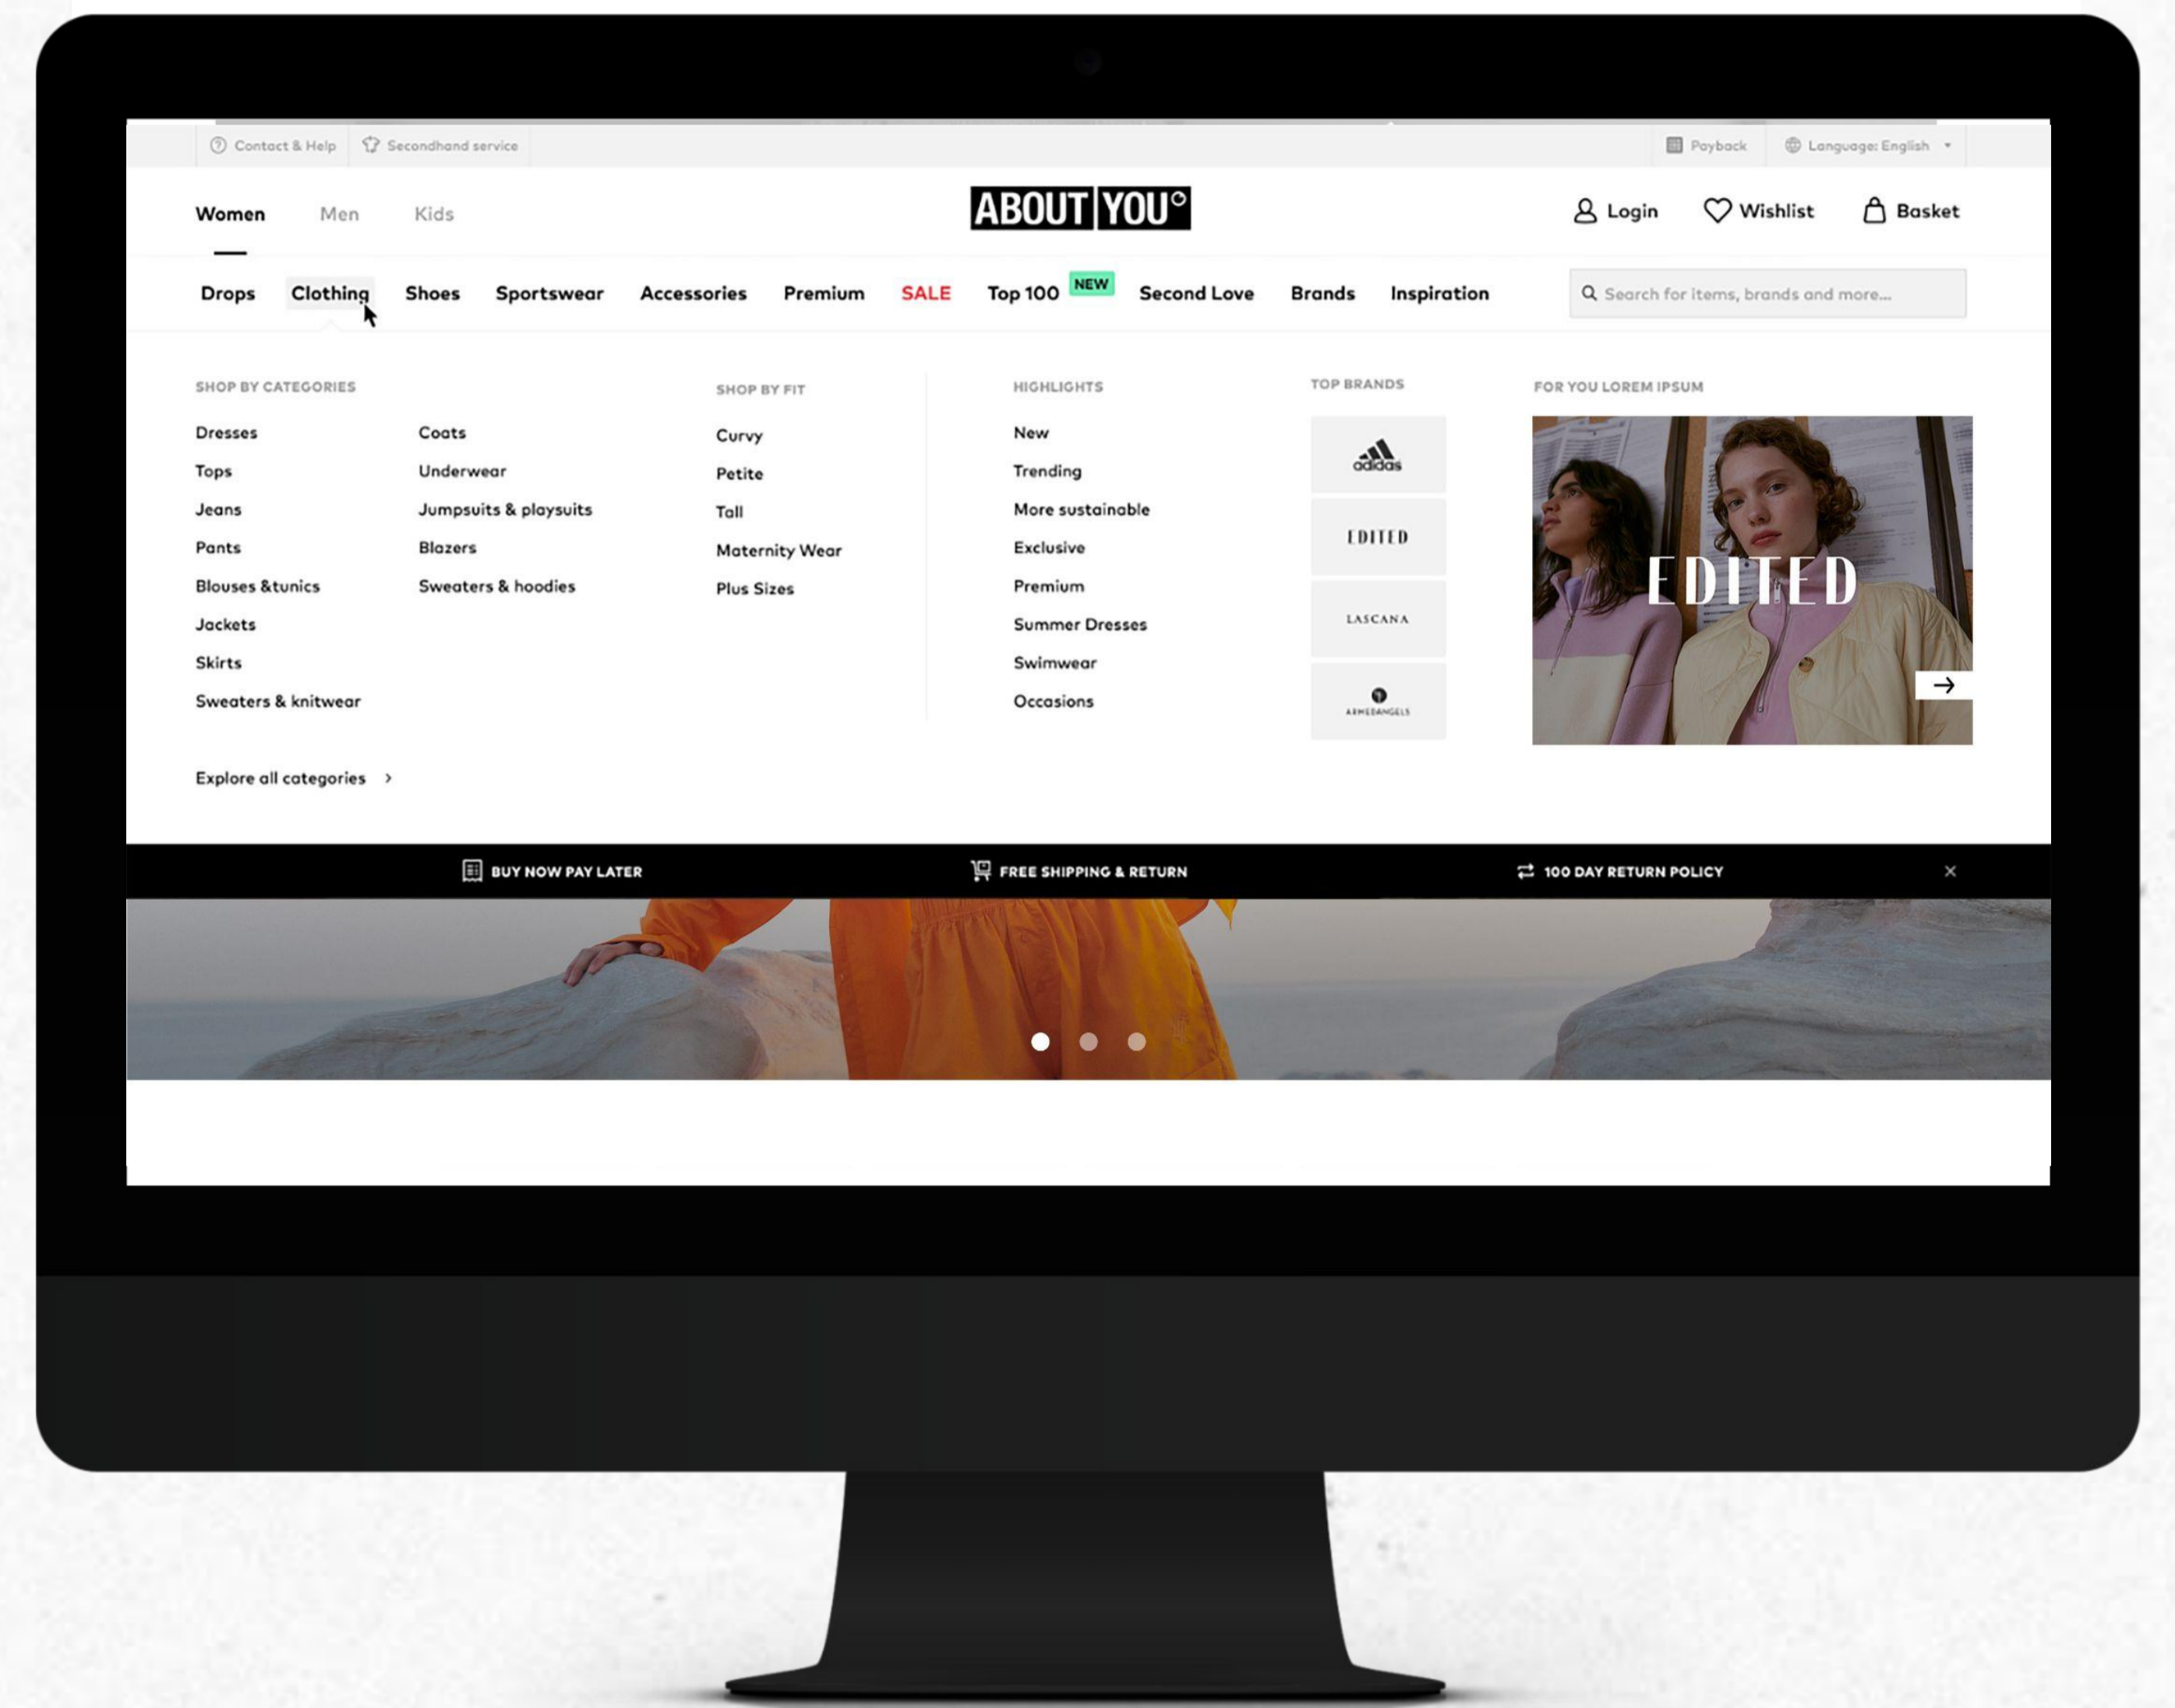 Contact & Help
Secondhand service
Payback
Language: English
Women
Men
Kids
ABOUT YOU°
Login
Wishlist
Basket
Drops
Clothing
Shoes
Sportswear
Accessories
Premium
SALE
Top 100
NEW
Second Love
Brands
Inspiration
Search for items, brands and more...
SHOP BY CATEGORIES
Dresses
Tops
Jeans
Pants
Blouses &tunics
Jackets
Skirts
Sweaters & knitwear
Coats
Underwear
Jumpsuits & playsuits
Blazers
Sweaters & hoodies
Explore all categories
SHOP BY FIT
Curvy
Petite
Tall
Maternity Wear
Plus Sizes
HIGHLIGHTS
New
Trending
More sustainable
Exclusive
Premium
Summer Dresses
Swimwear
Occasions
TOP BRANDS
adidas
EDITED
LASCANA
ARMEDANGELS
FOR YOU LOREM IPSUM
EDITED
BUY NOW PAY LATER
FREE SHIPPING & RETURN
100 DAY RETURN POLICY